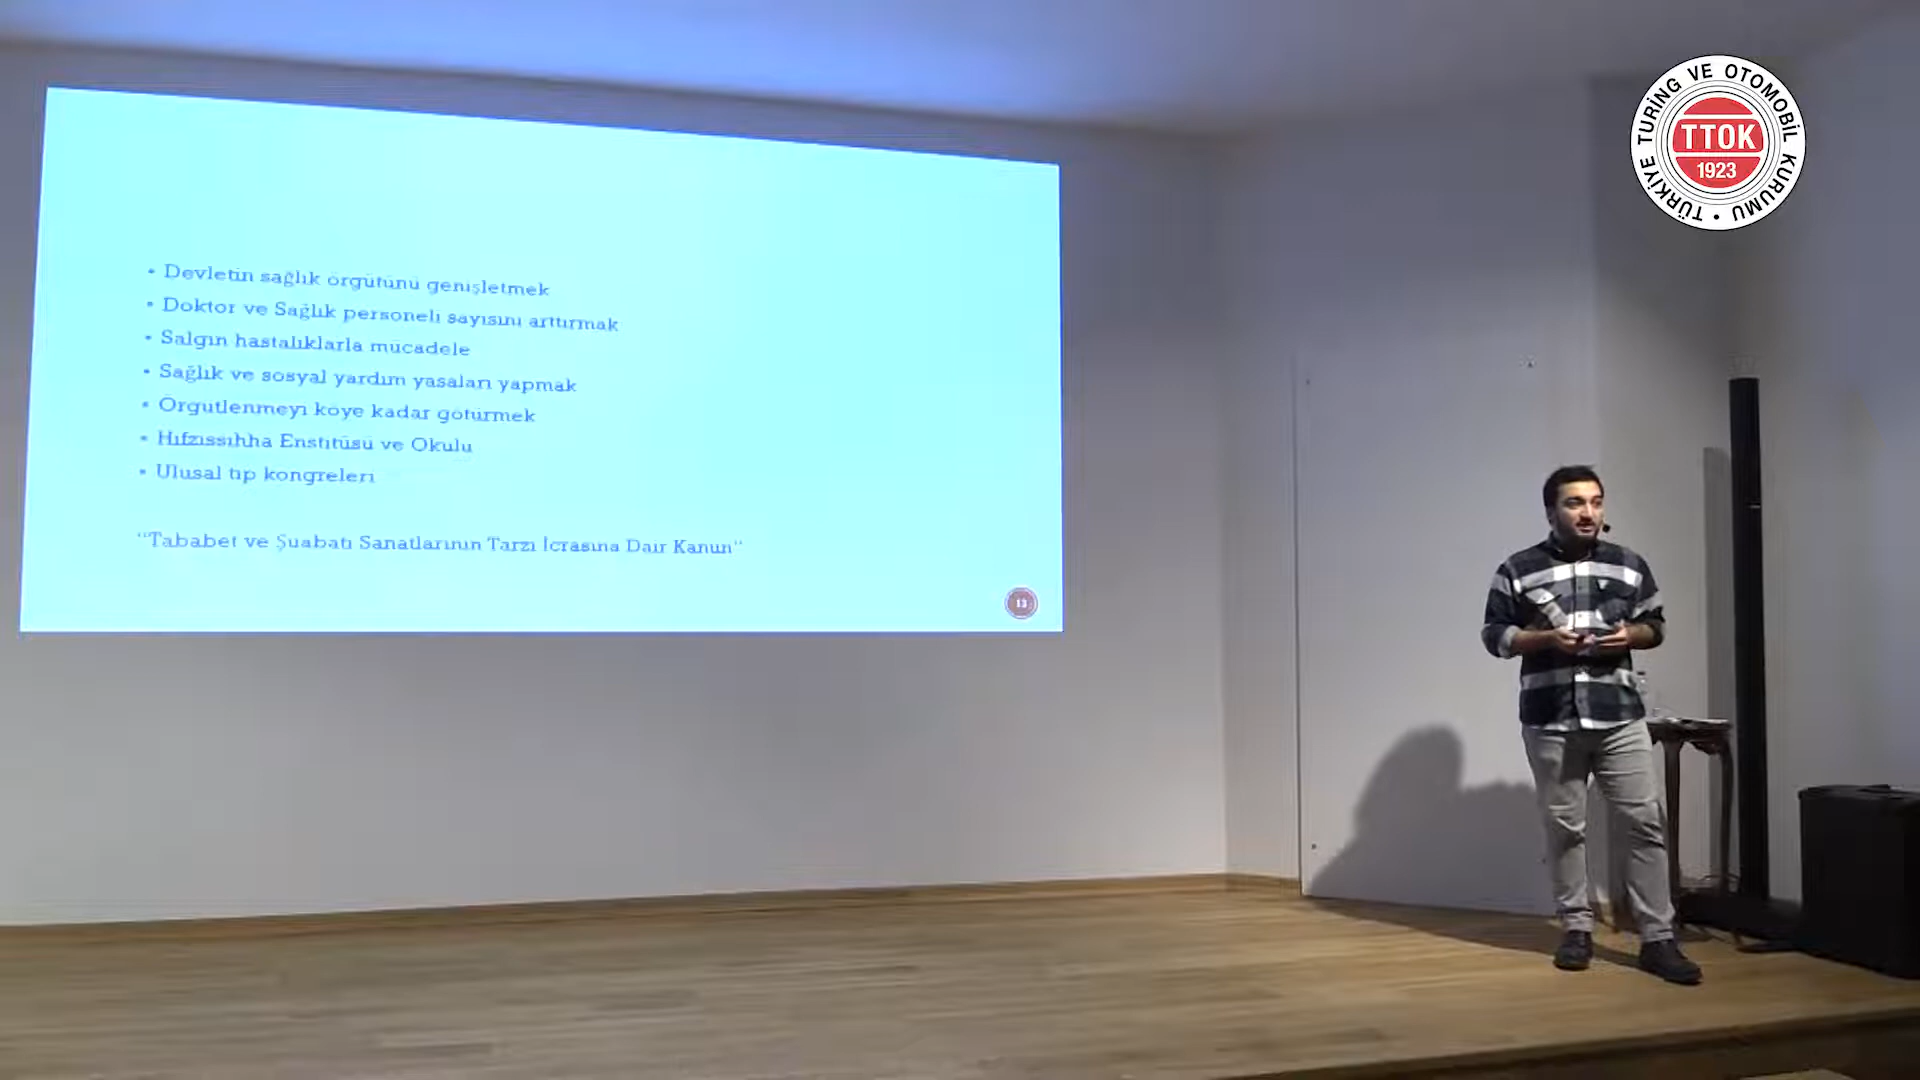 • Devletin sağlık örgütünü genişletmek
• Doktor ve Sağlık personeli sayısını arttırmak
• Salgın hastalıklarla mücadele
• Sağlık ve sosyal yardım yasaları yapmak
• Örgütlenmeyi köye kadar götürmek
• Hıfzıssıhha Enstitüsü ve Okulu
• Ulusal tıp kongreleri
“Tababet ve Şuabatı Sanatlarının Tarzı İcrasına Dair Kanun”
13
TÜRKİYE TURİNG VE OTOMOBİL KURUMU •
TTOK
1923